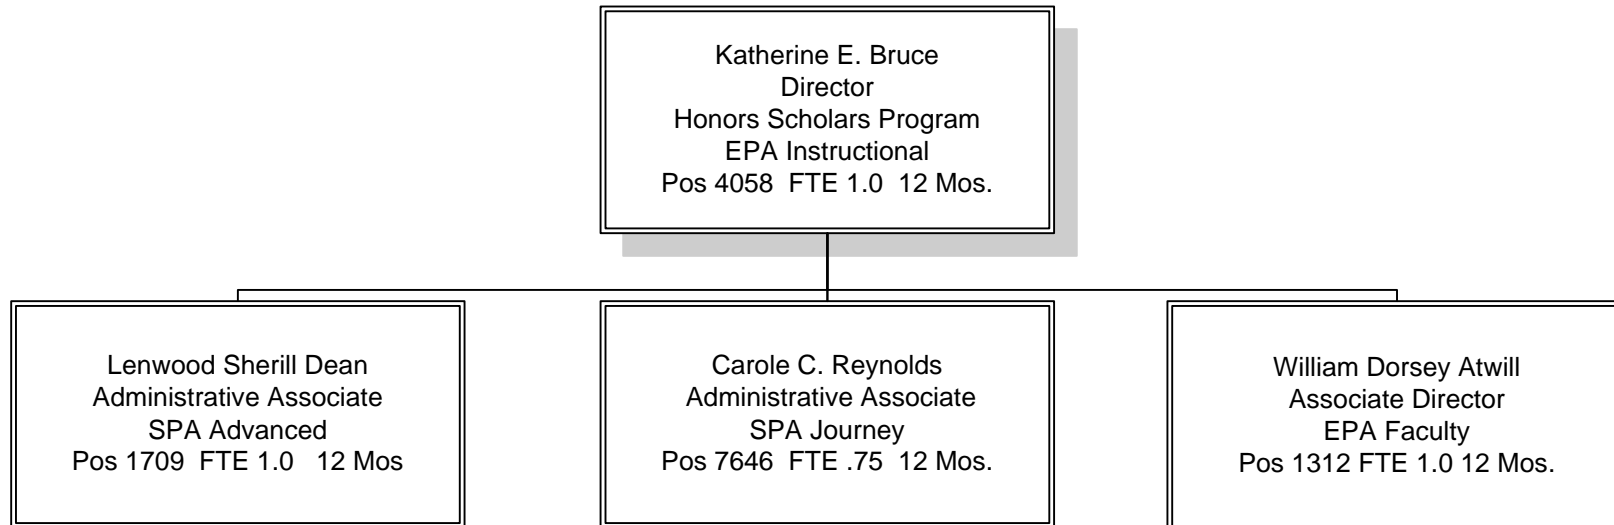 Katherine E. Bruce
Director
Honors Scholars Program
EPA Instructional
Pos 4058  FTE 1.0  12 Mos.
Lenwood Sherill Dean
Administrative Associate
SPA Advanced
Pos 1709  FTE 1.0   12 Mos
Carole C. Reynolds
Administrative Associate
SPA Journey
Pos 7646  FTE .75  12 Mos.
William Dorsey Atwill
Associate Director
EPA Faculty
Pos 1312 FTE 1.0 12 Mos.